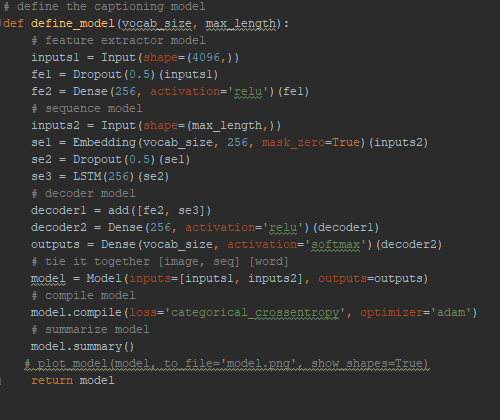 # define the captioning model
def define_model(vocab_size, max_length):
# feature extractor model
inputs1 = Input(shape=(4096,))
fe1 = Dropout(0.5)(inputs1)
fe2 = Dense(256, activation='relu')(fe1)
# sequence model
inputs2 = Input(shape=(max_length,))
se1 = Embedding(vocab_size, 256, mask_zero=True)(inputs2)
se2 = Dropout(0.5)(se1)
se3 = LSTM(256)(se2)
# decoder model
decoder1 = add([fe2, se3])
decoder2 = Dense(256, activation='relu')(decoder1)
outputs = Dense(vocab_size, activation='softmax')(decoder2)
# tie it together [image, seq] [word]
model = Model(inputs=[inputs1, inputs2], outputs=outputs)
# compile model
model.compile(loss='categorical_crossentropy', optimizer='adam')
# summarize model
model.summary()
# plot_model(model, to_file='model.png', show_shapes=True)
return model